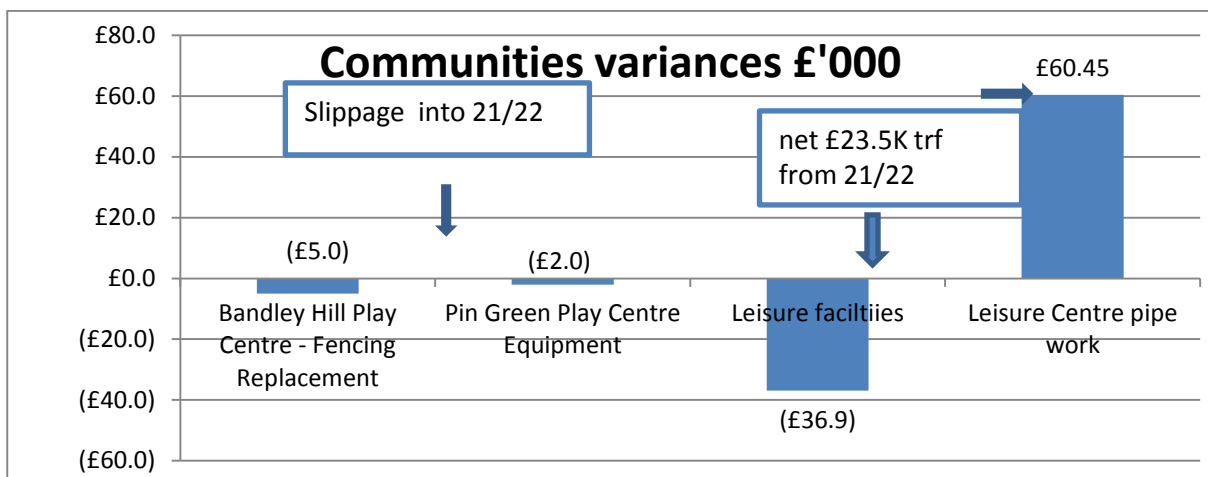 Communities variances £'000
£80.0
£60.0
£40.0
£20.0
£0.0
(£20.0)
(£40.0)
(£60.0)
Slippage into 21/22
net £23.5K trf
from 21/22
£60.45
(£5.0)
(£2.0)
(£36.9)
Bandley Hill Play
Centre - Fencing
Replacement
Pin Green Play Centre
Equipment
Leisure faciltiies
Leisure Centre pipe
work